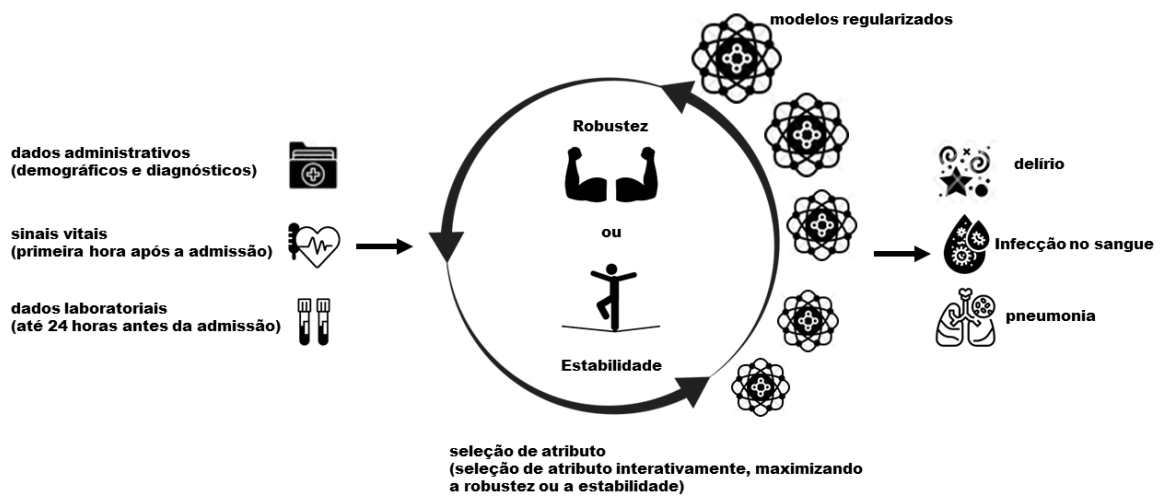 modelos regularizados
dados administrativos
(demográficos e diagnósticos)
sinais vitais
(primeira hora após a admissão)
dados laboratoriais
(até 24 horas antes da admissão)
Robustez
ou
Estabilidade
delírio
Infecção no sangue
pneumonia
seleção de atributo
(seleção de atributo interativamente, maximizando
a robustez ou a estabilidade)